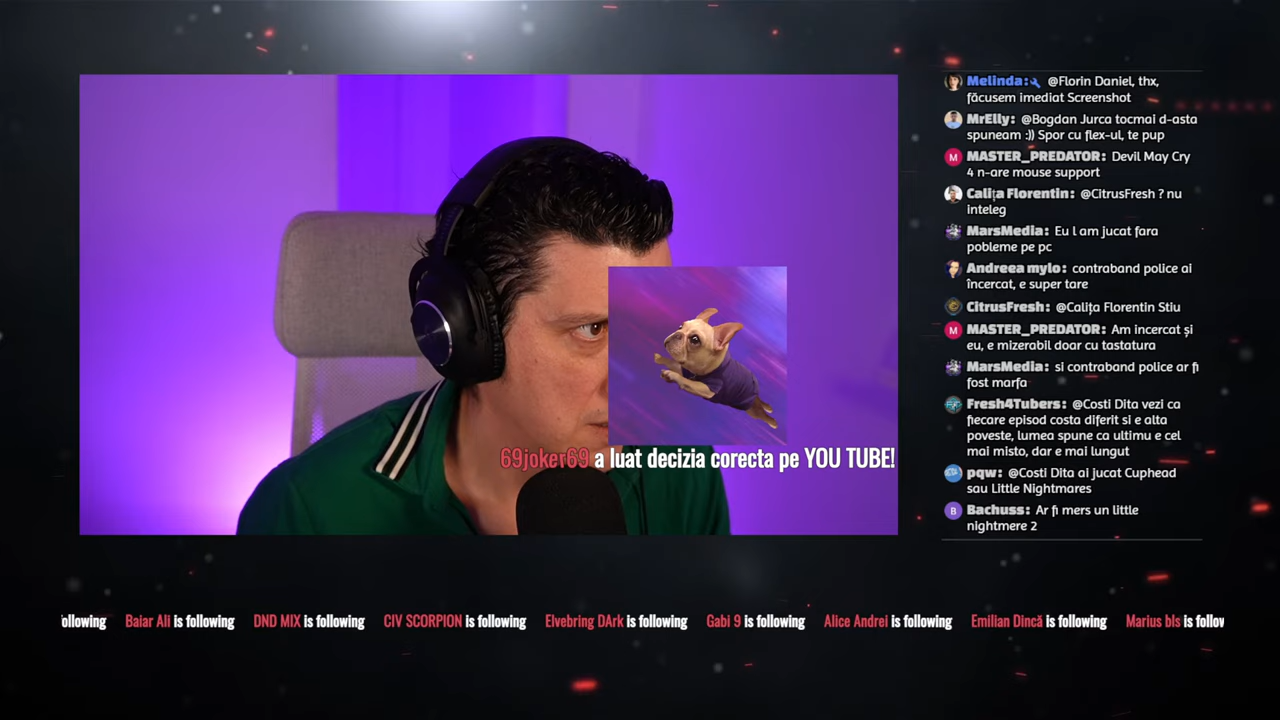 Melinda: @Florin Daniel, thx,
făcusem imediat Screenshot
MrElly: @Bogdan Jurca tocmai d-asta
spuneam :)) Spor cu flex-ul, te pup
M MASTER_PREDATOR: Devil May Cry
4 n-are mouse support
Calița Florentin: @CitrusFresh ? nu
inteleg
MarsMedia: Eu l am jucat fara
pobleme pe pc
Andreea mylo: contraband police ai
încercat, e super tare
CitrusFresh: @Calița Florentin Stiu
M MASTER_PREDATOR: Am incercat și
eu, e mizerabil doar cu tastatura
MarsMedia: si contraband police ar fi
fost marfa
Fresh4Tubers: @Costi Dita vezi ca
fiecare episod costa diferit si e alta
poveste, lumea spune ca ultimu e cel
mai misto, dar e mai lungut
pqw: @Costi Dita ai jucat Cuphead
sau Little Nightmares
B Bachuss: Ar fi mers un little
nightmere 2
69joker69 a luat decizia corecta pe YOU TUBE!
following Baiar Ali is following DND MIX is following CIV SCORPION is following Elvebring DArk is following Gabi 9 is following Alice Andrei is following Emilian Dincă is following Marius bls is follow